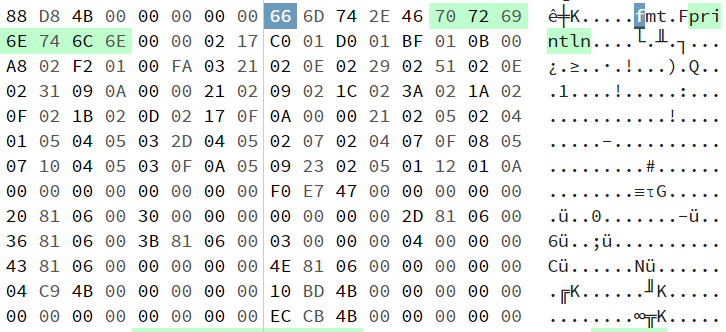 88 D8 4B 00 00 00 00 00 66 6D 74 2E 46 70 72 69 ê╪K.....fmt.Fpri
6E 74 6C 6E 00 00 02 17 C0 01 D0 01 BF 01 0B 00 ntln....└.╨.┐...
A8 02 F2 01 00 FA 03 21 02 0E 02 29 02 51 02 0E ¿.≥..·.!...).Q..
02 31 09 0A 00 00 21 02 09 02 1C 02 3A 02 1A 02 .1....!.....:...
0F 02 1B 02 0D 02 17 0F 0A 00 00 21 02 05 02 04 ...........!....
01 05 04 05 03 2D 04 05 02 07 02 04 07 0F 08 05 .....-..........
07 10 04 05 03 0F 0A 05 09 23 02 05 01 12 01 0A .........#......
00 00 00 00 00 00 00 00 F0 E7 47 00 00 00 00 00 ........≡τG.....
20 81 06 00 30 00 00 00 00 00 00 00 2D 81 06 00 .ü..0.......-ü..
36 81 06 00 3B 81 06 00 03 00 00 00 04 00 00 00 6ü..;ü..........
43 81 06 00 00 00 00 00 4E 81 06 00 00 00 00 00 Cü......Nü......
04 C9 4B 00 00 00 00 00 10 BD 4B 00 00 00 00 00 .╔K......╜K.....
00 00 00 00 00 00 00 00 EC CB 4B 00 00 00 00 00 ........∞╦K.....